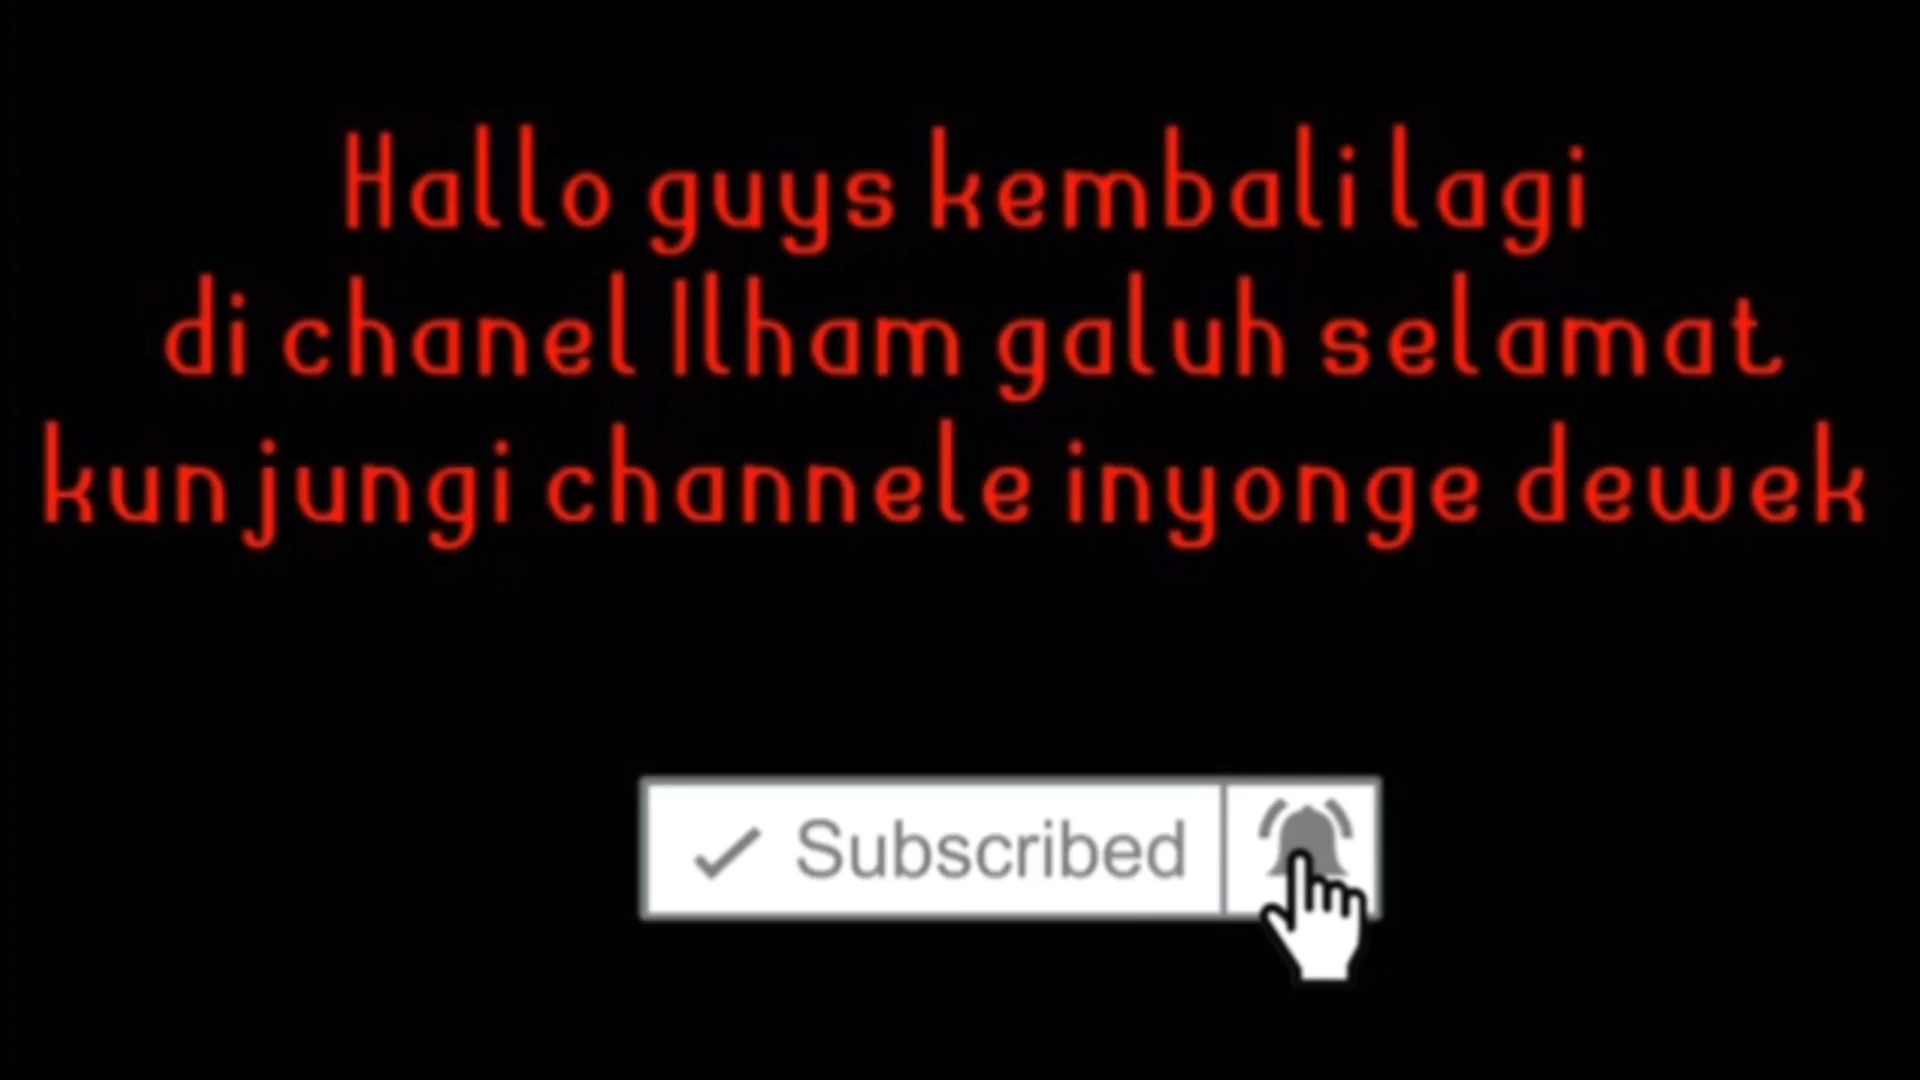 Hallo guys kembali lagi
di chanel Ilham galuh selamat
kunjungi channele inyonge dewek
Subscribed